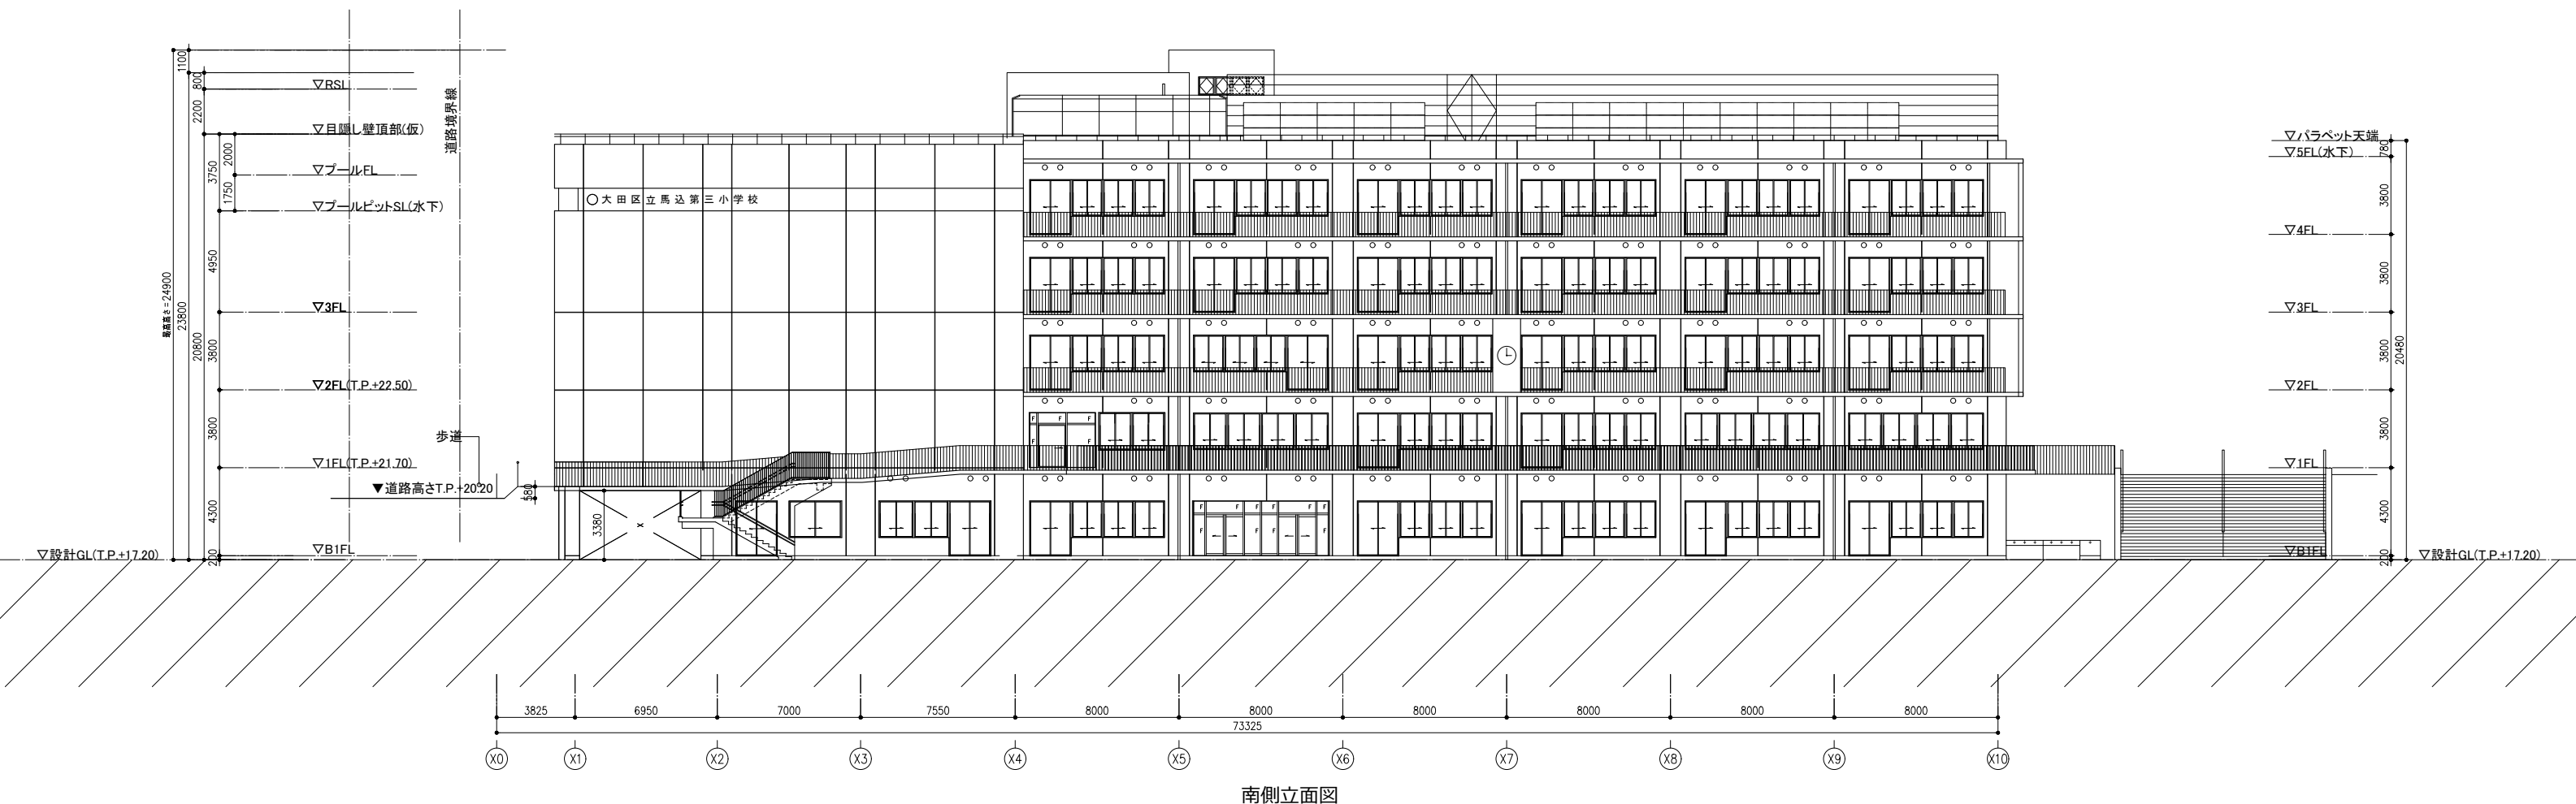 1100
800
▽RSL
2200
▽目隠し壁頂部(仮)
道路境界線
2000
3750
▽プールFL
1750
▽プールピットSL(水下)
○大田区立馬込第三小学校
4950
最高高さ=24900
23800
20800
▽3FL
3800
▽2FL(T.P.+22.50)
3800
歩道
▽1FL(T.P.+21.70)
▼道路高さT.P.+20.20
580
4300
3380
▽B1FL
▽設計GL(T.P.+17.20)
200
F F F
F F
F F F F F F
F F F
X
▽パラペット天端
780
▽5FL(水下)
3800
▽4FL
3800
▽3FL
3800
20480
▽2FL
3800
▽1FL
4300
▽B1FL
200
▽設計GL(T.P.+17.20)
3825 6950 7000 7550 8000 8000 8000 8000 8000 8000
73325
X0 X1 X2 X3 X4 X5 X6 X7 X8 X9 X10
南側立面図